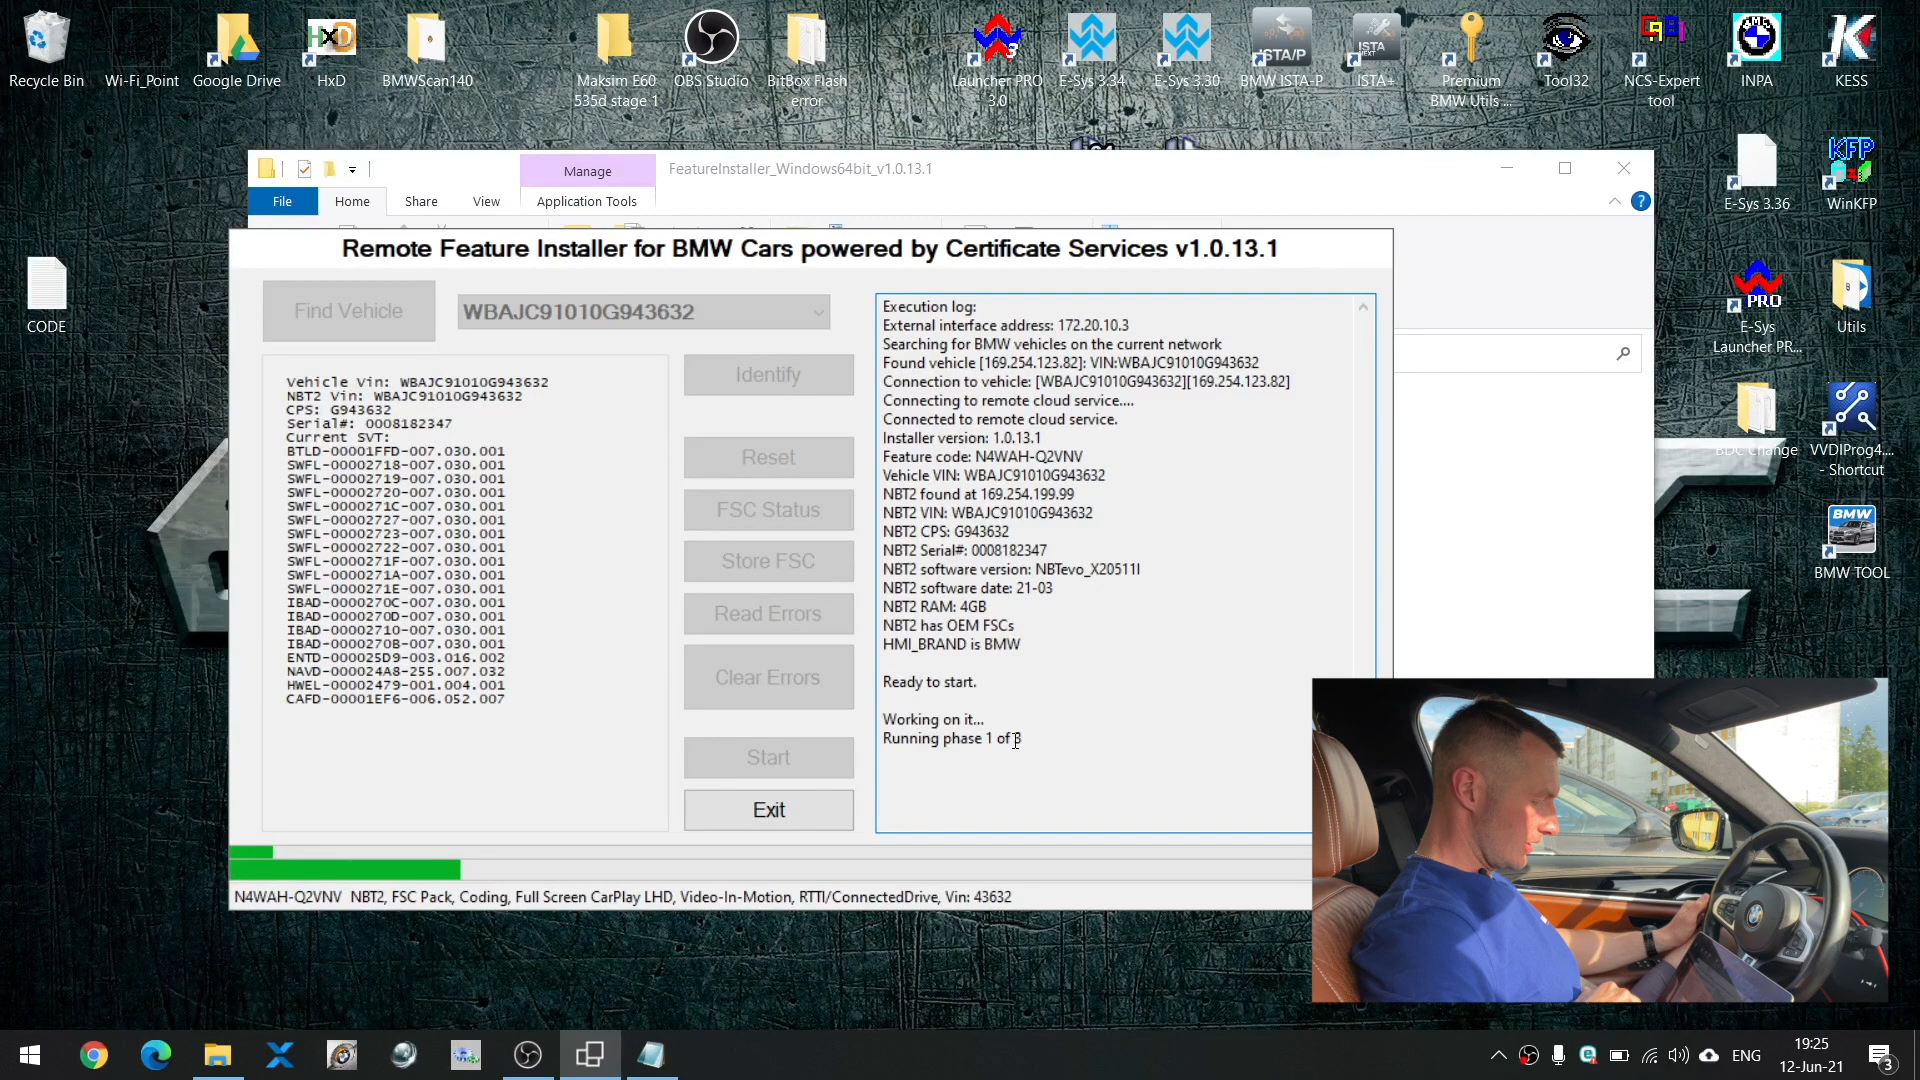 Recycle Bin
Wi-Fi_Point
Google Drive
HxD
BMWScan140
Maksim E60
535d stage 1
OBS Studio
BitBox Flash
error
Launcher PRO
3.0
E-Sys 3.34
E-Sys 3.30
BMW ISTA-P
ISTA+
Premium
BMW Utils ...
Tool32
NCS-Expert
tool
INPA
KESS
Manage
FeatureInstaller_Windows64bit_v1.0.13.1
File
Home
Share
View
Application Tools
E-Sys 3.36
WinKFP
CODE
E-Sys
Launcher PR...
Utils
BDC Change
VVDIProg4....
- Shortcut
BMW TOOL
Remote Feature Installer for BMW Cars powered by Certificate Services v1.0.13.1
Find Vehicle
WBAJC91010G943632
Vehicle Vin: WBAJC91010G943632
NBT2 Vin: WBAJC91010G943632
CPS: G943632
Serial#: 0008182347
Current SVT:
BTLD-00001FFD-007.030.001
SWFL-00002718-007.030.001
SWFL-00002719-007.030.001
SWFL-00002720-007.030.001
SWFL-0000271C-007.030.001
SWFL-00002727-007.030.001
SWFL-00002723-007.030.001
SWFL-00002722-007.030.001
SWFL-0000271F-007.030.001
SWFL-0000271A-007.030.001
SWFL-0000271E-007.030.001
IBAD-0000270C-007.030.001
IBAD-0000270D-007.030.001
IBAD-00002710-007.030.001
IBAD-0000270B-007.030.001
ENTD-000025D9-003.016.002
NAVD-000024A8-255.007.032
HWEL-00002479-001.004.001
CAFD-00001EF6-006.052.007
Identify
Reset
FSC Status
Store FSC
Read Errors
Clear Errors
Start
Exit
Execution log:
External interface address: 172.20.10.3
Searching for BMW vehicles on the current network
Found vehicle [169.254.123.82]: VIN:WBAJC91010G943632
Connection to vehicle: [WBAJC91010G943632][169.254.123.82]
Connecting to remote cloud service....
Connected to remote cloud service.
Installer version: 1.0.13.1
Feature code: N4WAH-Q2VNV
Vehicle VIN: WBAJC91010G943632
NBT2 found at 169.254.199.99
NBT2 VIN: WBAJC91010G943632
NBT2 CPS: G943632
NBT2 Serial#: 0008182347
NBT2 software version: NBTevo_X20511I
NBT2 software date: 21-03
NBT2 RAM: 4GB
NBT2 has OEM FSCs
HMI_BRAND is BMW
Ready to start.
Working on it...
Running phase 1 of 3
N4WAH-Q2VNV NBT2, FSC Pack, Coding, Full Screen CarPlay LHD, Video-In-Motion, RTTI/ConnectedDrive, Vin: 43632
ENG
19:25
12-Jun-21
3